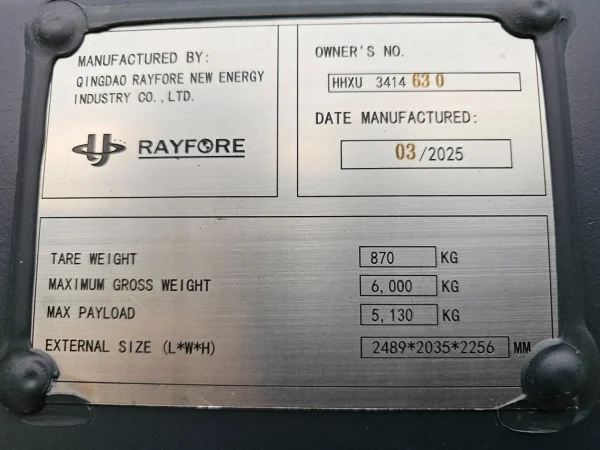 MANUFACTURED BY:
QINGDAO RAYFORE NEW ENERGY
INDUSTRY CO.,LTD.
RAYFORE
OWNER'S NO.
HHXU 3414 63 0
DATE MANUFACTURED:
03/2025
TARE WEIGHT 870 KG
MAXIMUM GROSS WEIGHT 6,000 KG
MAX PAYLOAD 5,130 KG
EXTERNAL SIZE (L*W*H) 2489*2035*2256 MM